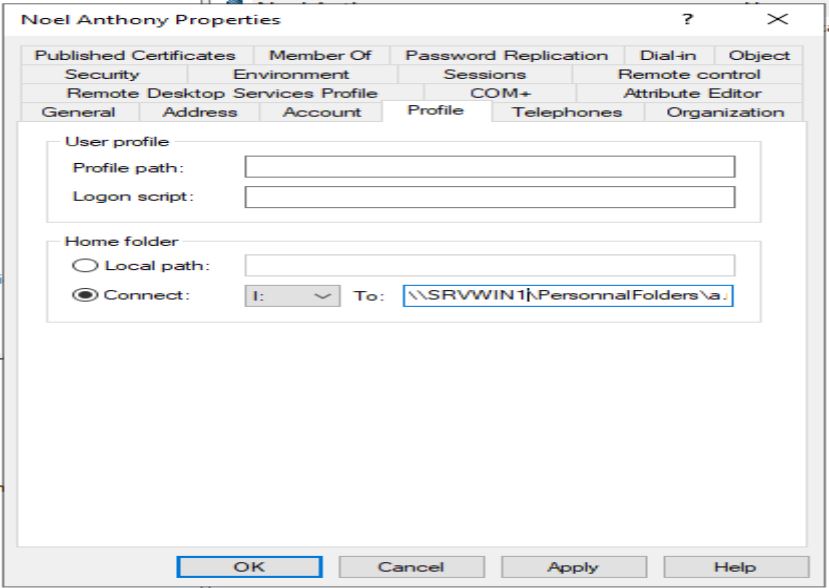 Noel Anthony Properties ?
Published Certificates Member Of Password Replication Dial-in Object
Security Environment Sessions Remote control
Remote Desktop Services Profile COM+ Attribute Editor
General Address Account Profile Telephones Organization
User profile
Profile path:
Logon script:
Home folder
Local path:
Connect: I: To: \\SRVWIN1\PersonnalFolders\a.
OK Cancel Apply Help